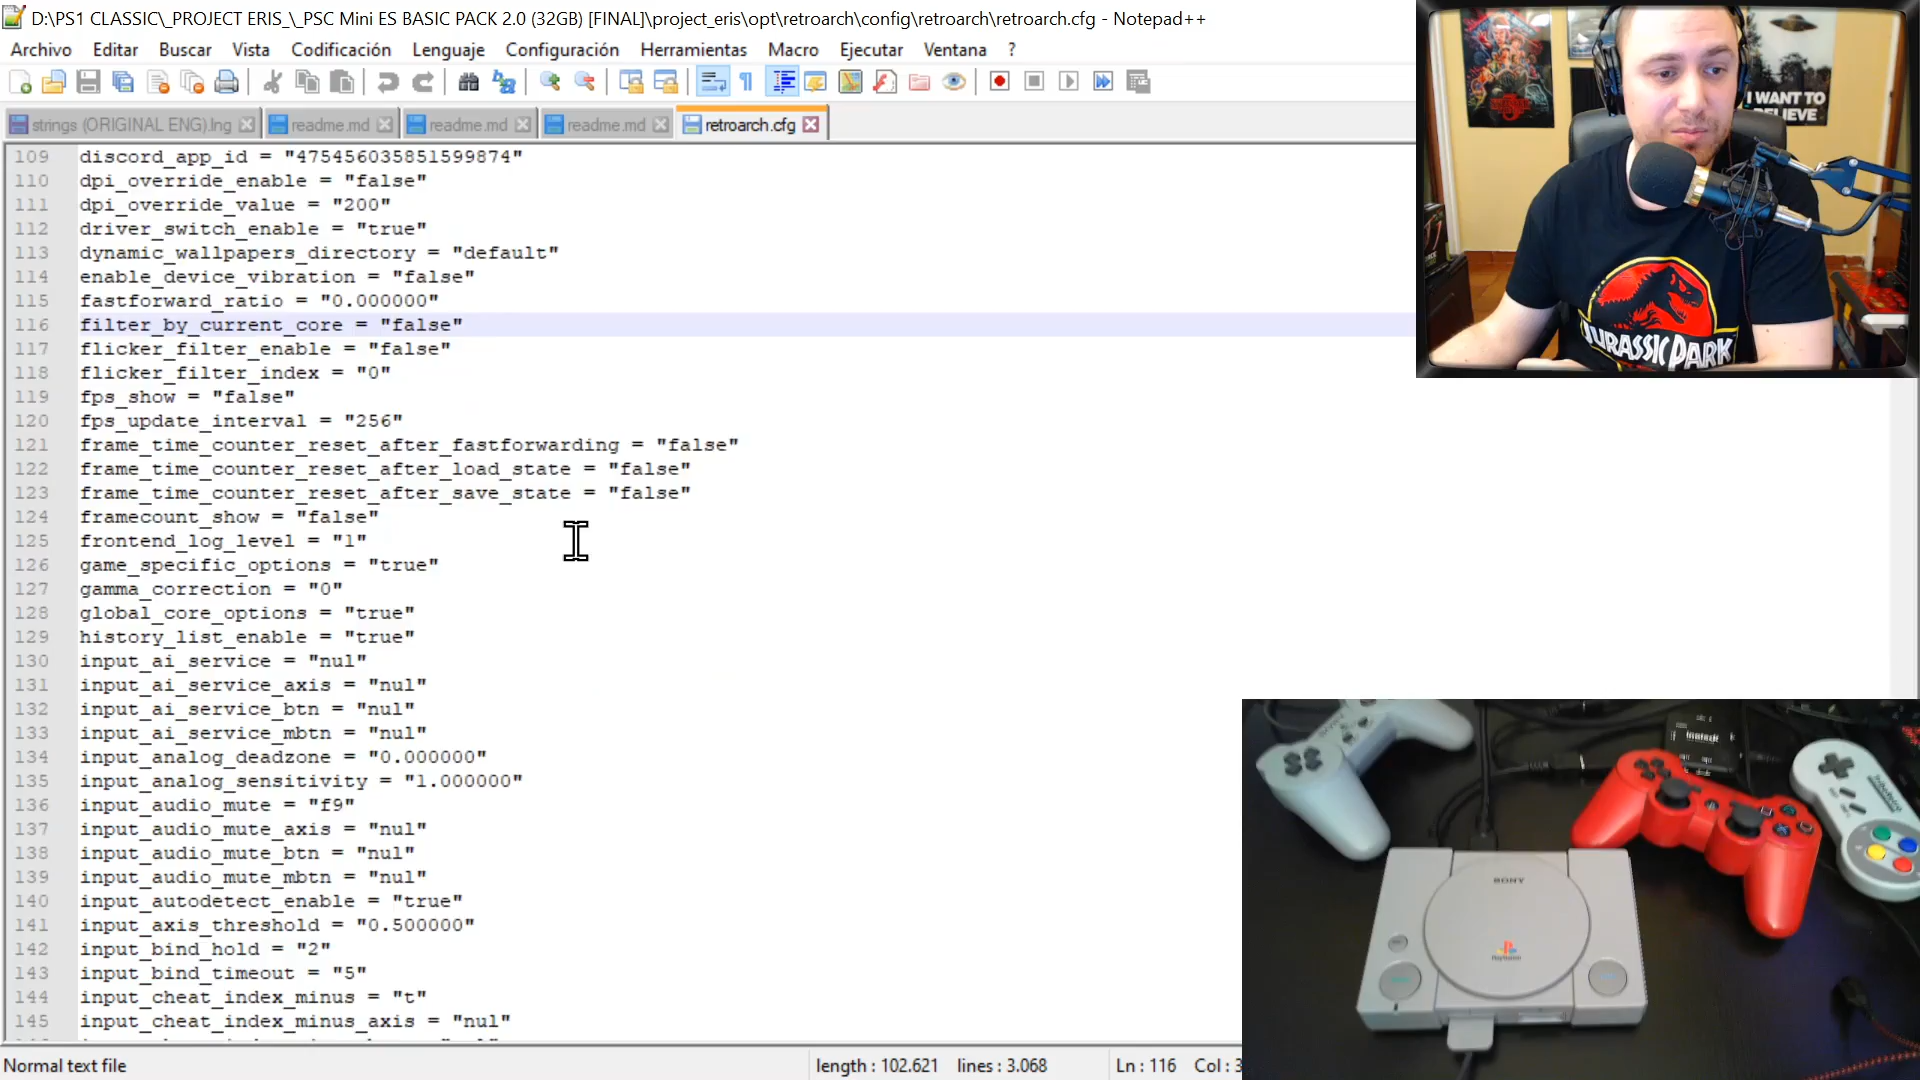 D:\PS1 CLASSIC\_PROJECT ERIS_\_PSC Mini ES BASIC PACK 2.0 (32GB) [FINAL]\project_eris\opt\retroarch\config\retroarch\retroarch.cfg - Notepad++
Archivo Editar Buscar Vista Codificación Lenguaje Configuración Herramientas Macro Ejecutar Ventana ?
strings (ORIGINAL ENG).lng readme.md readme.md readme.md retroarch.cfg
109 discord_app_id = "475456035851599874"
110 dpi_override_enable = "false"
111 dpi_override_value = "200"
112 driver_switch_enable = "true"
113 dynamic_wallpapers_directory = "default"
114 enable_device_vibration = "false"
115 fastforward_ratio = "0.000000"
116 filter_by_current_core = "false"
117 flicker_filter_enable = "false"
118 flicker_filter_index = "0"
119 fps_show = "false"
120 fps_update_interval = "256"
121 frame_time_counter_reset_after_fastforwarding = "false"
122 frame_time_counter_reset_after_load_state = "false"
123 frame_time_counter_reset_after_save_state = "false"
124 framecount_show = "false"
125 frontend_log_level = "1"
126 game_specific_options = "true"
127 gamma_correction = "0"
128 global_core_options = "true"
129 history_list_enable = "true"
130 input_ai_service = "nul"
131 input_ai_service_axis = "nul"
132 input_ai_service_btn = "nul"
133 input_ai_service_mbtn = "nul"
134 input_analog_deadzone = "0.000000"
135 input_analog_sensitivity = "1.000000"
136 input_audio_mute = "f9"
137 input_audio_mute_axis = "nul"
138 input_audio_mute_btn = "nul"
139 input_audio_mute_mbtn = "nul"
140 input_autodetect_enable = "true"
141 input_axis_threshold = "0.500000"
142 input_bind_hold = "2"
143 input_bind_timeout = "5"
144 input_cheat_index_minus = "t"
145 input_cheat_index_minus_axis = "nul"
Normal text file length : 102.621 lines : 3.068 Ln : 116 Col : 3
I WANT TO
BELIEVE
JURASSIC PARK
SONY
PlayStation